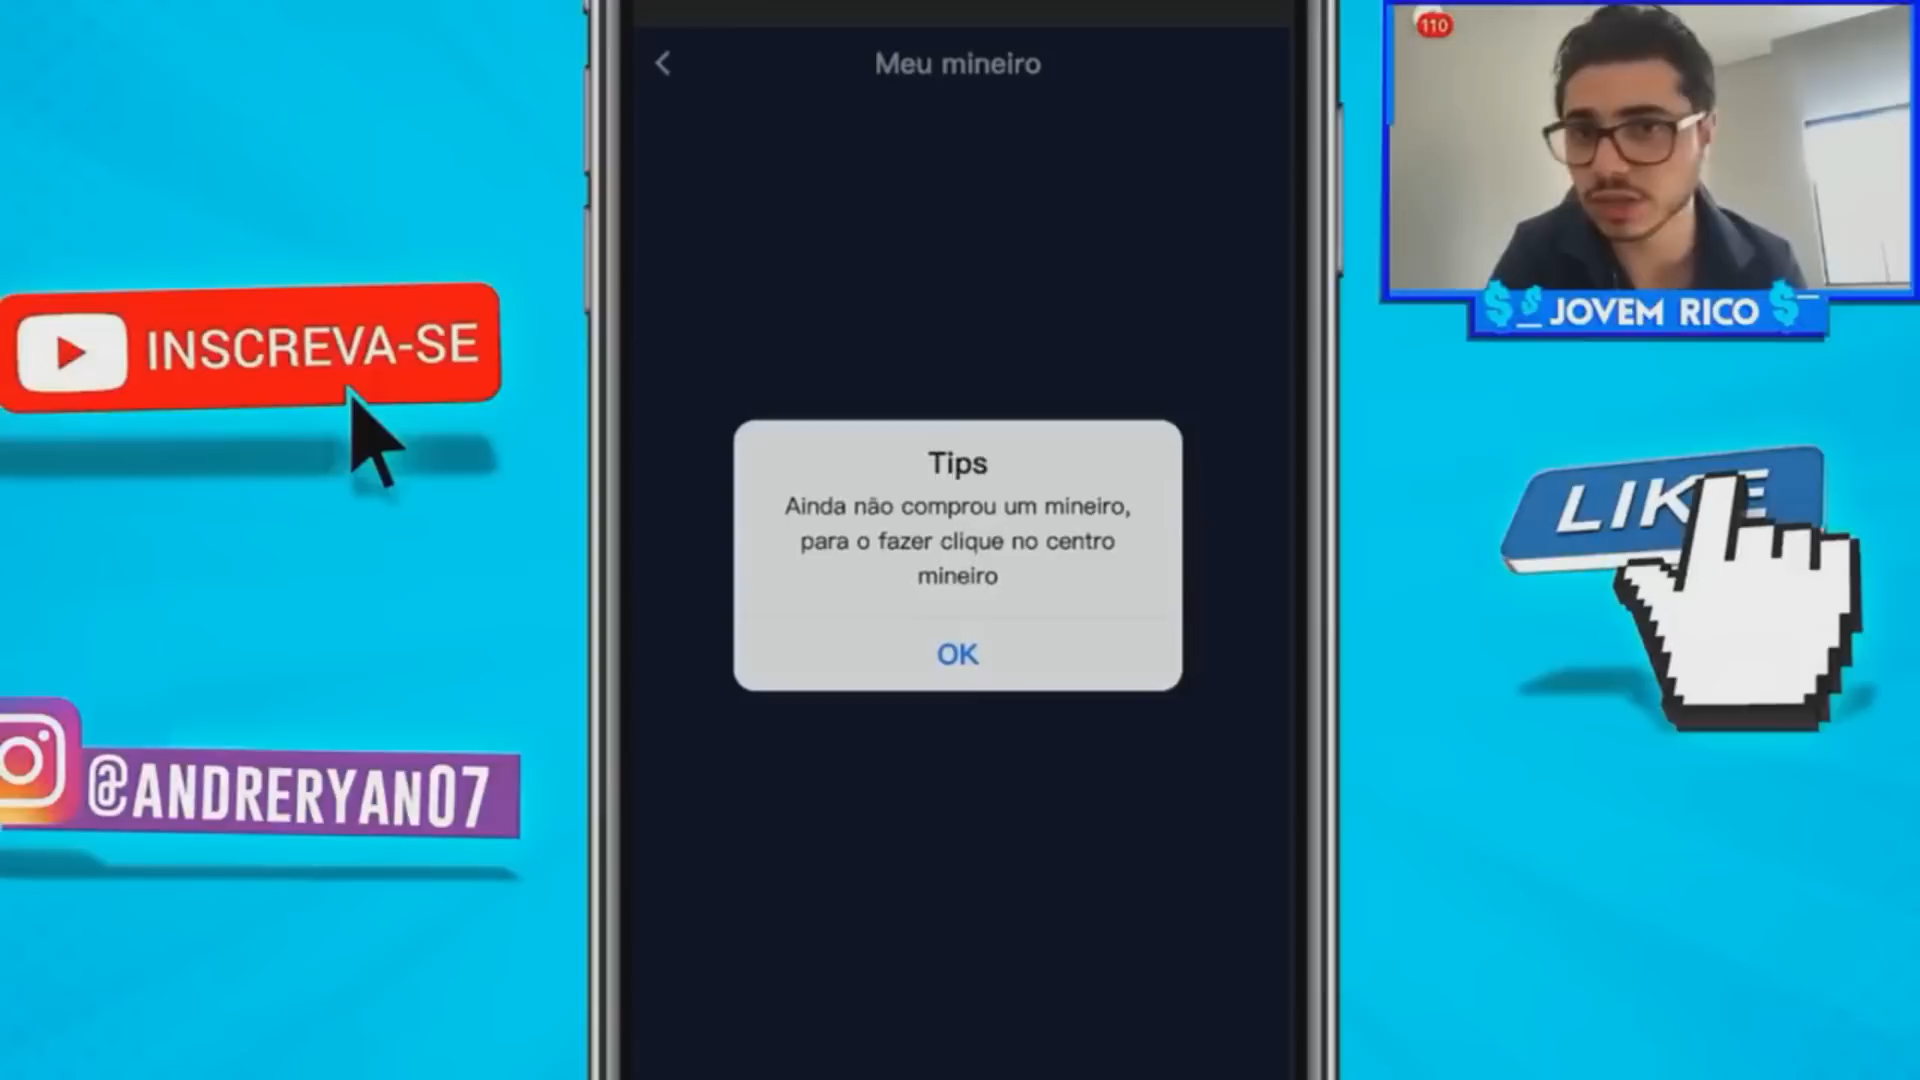 Meu mineiro
110
JOVEM RICO
INSCREVA-SE
Tips
Ainda não comprou um mineiro,
para o fazer clique no centro
mineiro
OK
LIKE
@ANDRERYAN07